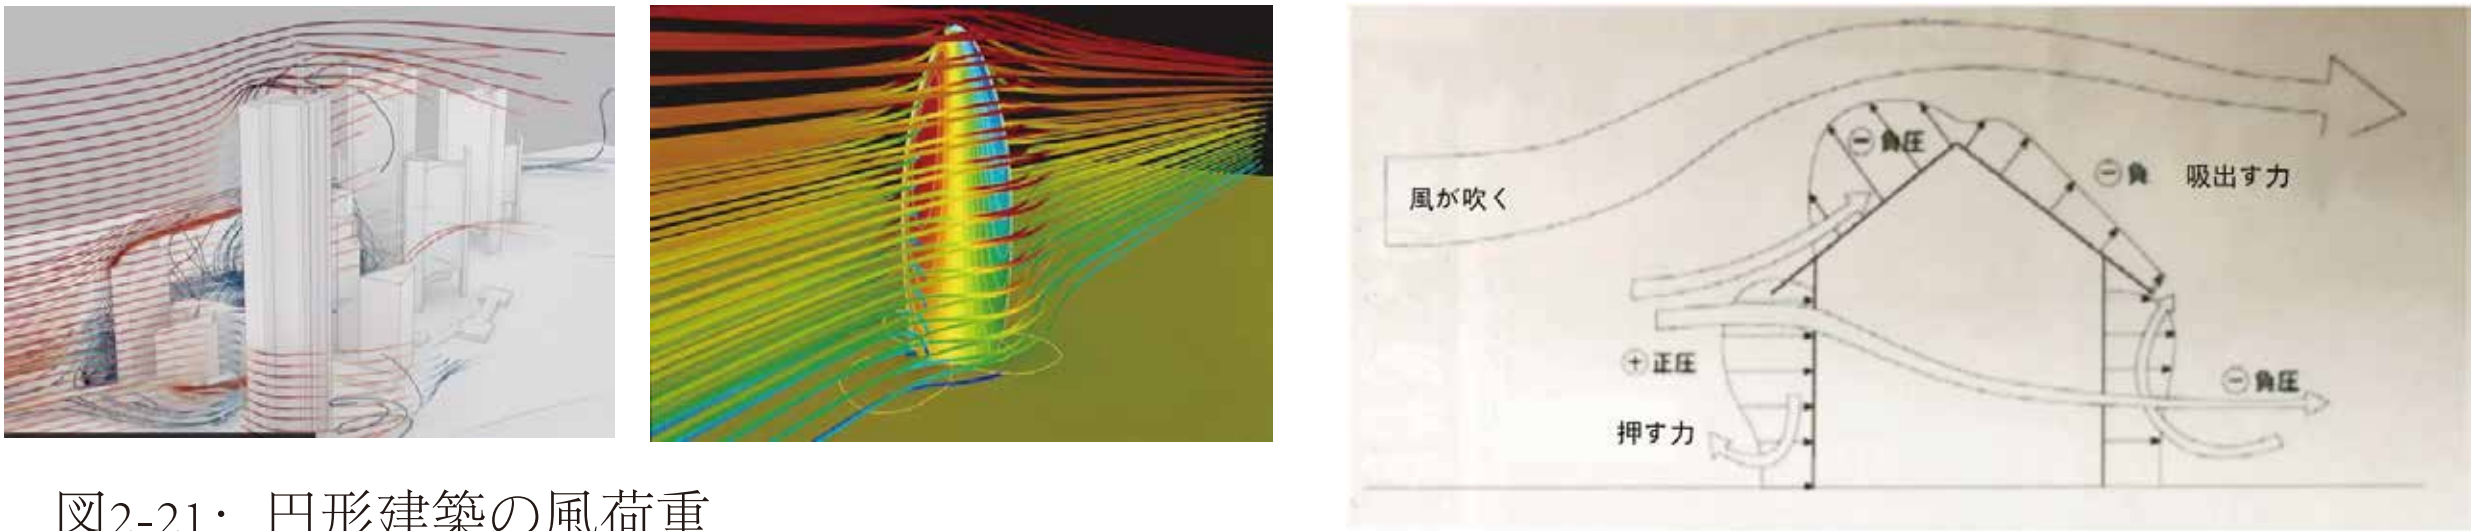 風が吹く
⊖負圧
⊖負 吸出す力
⊕正圧
押す力
⊖負圧
図2-21：円形建築の風荷重